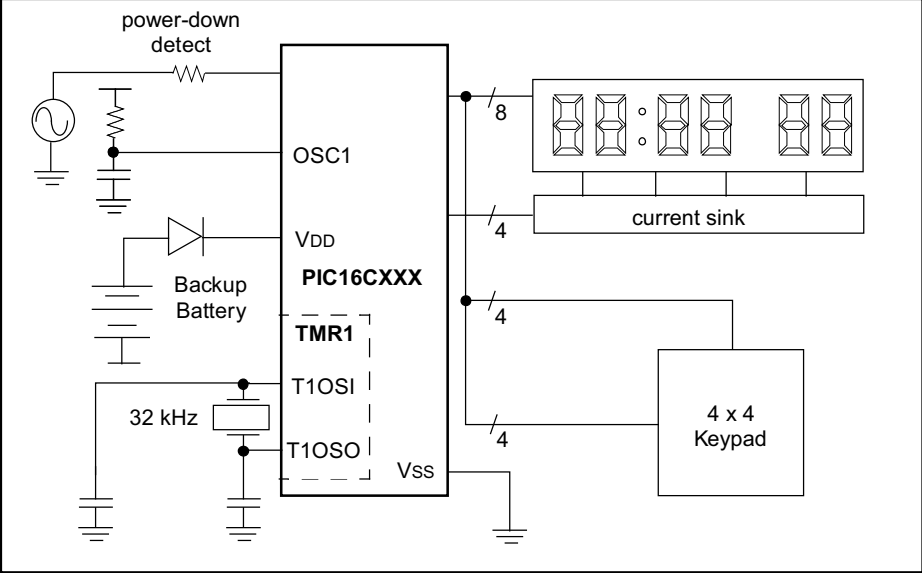 power-down
detect
8
OSC1
current sink
4
VDD
PIC16CXXX
Backup
Battery
4
TMR1
T1OSI
32 kHz
4 x 4
Keypad
4
T1OSO
VSS